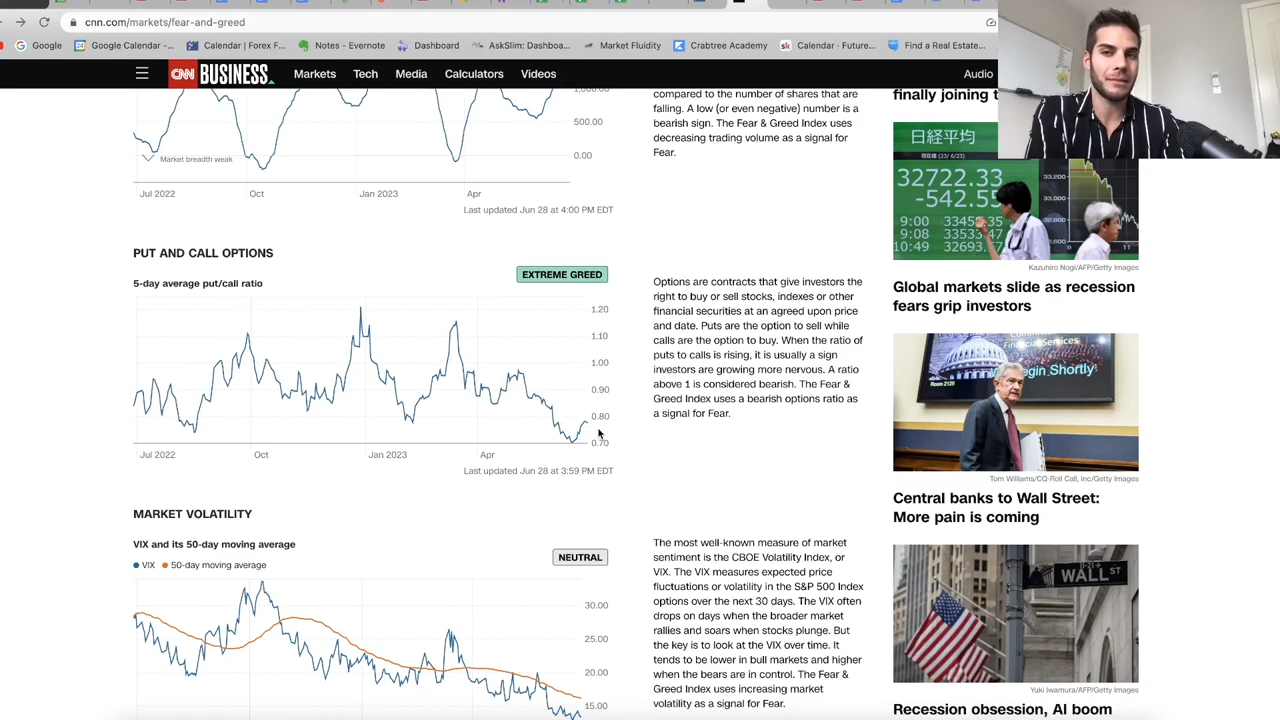 cnn.com/markets/fear-and-greed
Google
Google Calendar -...
Calendar | Forex F...
Notes - Evernote
Dashboard
AskSlim: Dashboa...
Market Fluidity
Crabtree Academy
Calendar - Future...
Find a Real Estate...
CNN BUSINESS
Markets
Tech
Media
Calculators
Videos
Audio
1,000.00
500.00
0.00
Market breadth weak
Jul 2022
Oct
Jan 2023
Apr
Last updated Jun 28 at 4:00 PM EDT
compared to the number of shares that are
falling. A low (or even negative) number is a
bearish sign. The Fear & Greed Index uses
decreasing trading volume as a signal for
Fear.
PUT AND CALL OPTIONS
EXTREME GREED
5-day average put/call ratio
1.20
1.10
1.00
0.90
0.80
0.70
Jul 2022
Oct
Jan 2023
Apr
Last updated Jun 28 at 3:59 PM EDT
Options are contracts that give investors the
right to buy or sell stocks, indexes or other
financial securities at an agreed upon price
and date. Puts are the option to sell while
calls are the option to buy. When the ratio of
puts to calls is rising, it is usually a sign
investors are growing more nervous. A ratio
above 1 is considered bearish. The Fear &
Greed Index uses a bearish options ratio as
a signal for Fear.
MARKET VOLATILITY
VIX and its 50-day moving average
NEUTRAL
VIX
50-day moving average
30.00
25.00
20.00
15.00
The most well-known measure of market
sentiment is the CBOE Volatility Index, or
VIX. The VIX measures expected price
fluctuations or volatility in the S&P 500 Index
options over the next 30 days. The VIX often
drops on days when the broader market
rallies and soars when stocks plunge. But
the key is to look at the VIX over time. It
tends to be lower in bull markets and higher
when the bears are in control. The Fear &
Greed Index uses increasing market
volatility as a signal for Fear.
finally joining t
日経平均
32722.33
-542.55
9:00
9:08
10:49
33,200
33,000
Kazuhiro Nogi/AFP/Getty Images
Global markets slide as recession
fears grip investors
Financial Services
Begin Shortly
Room 2128
Tom Williams/CQ-Roll Call, Inc/Getty Images
Central banks to Wall Street:
More pain is coming
WALL ST
Yuki Iwamura/AFP/Getty Images
Recession obsession, AI boom